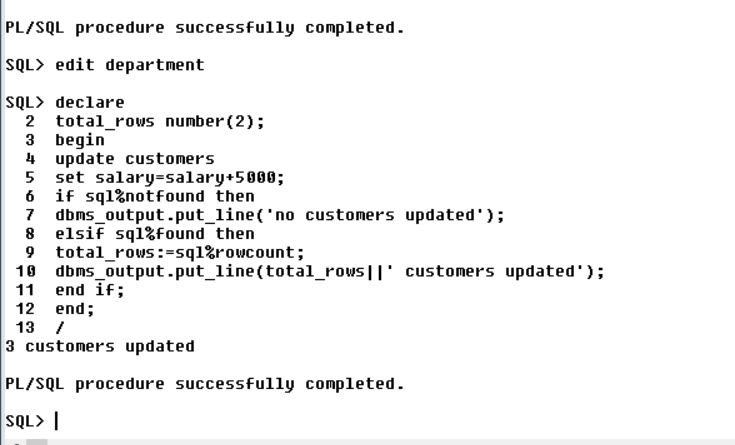 PL/SQL procedure successfully completed.
SQL> edit department
SQL> declare
2 total_rows number(2);
3 begin
4 update customers
5 set salary=salary+5000;
6 if sql%notfound then
7 dbms_output.put_line('no customers updated');
8 elsif sql%found then
9 total_rows:=sql%rowcount;
10 dbms_output.put_line(total_rows||' customers updated');
11 end if;
12 end;
13 /
3 customers updated
PL/SQL procedure successfully completed.
SQL>